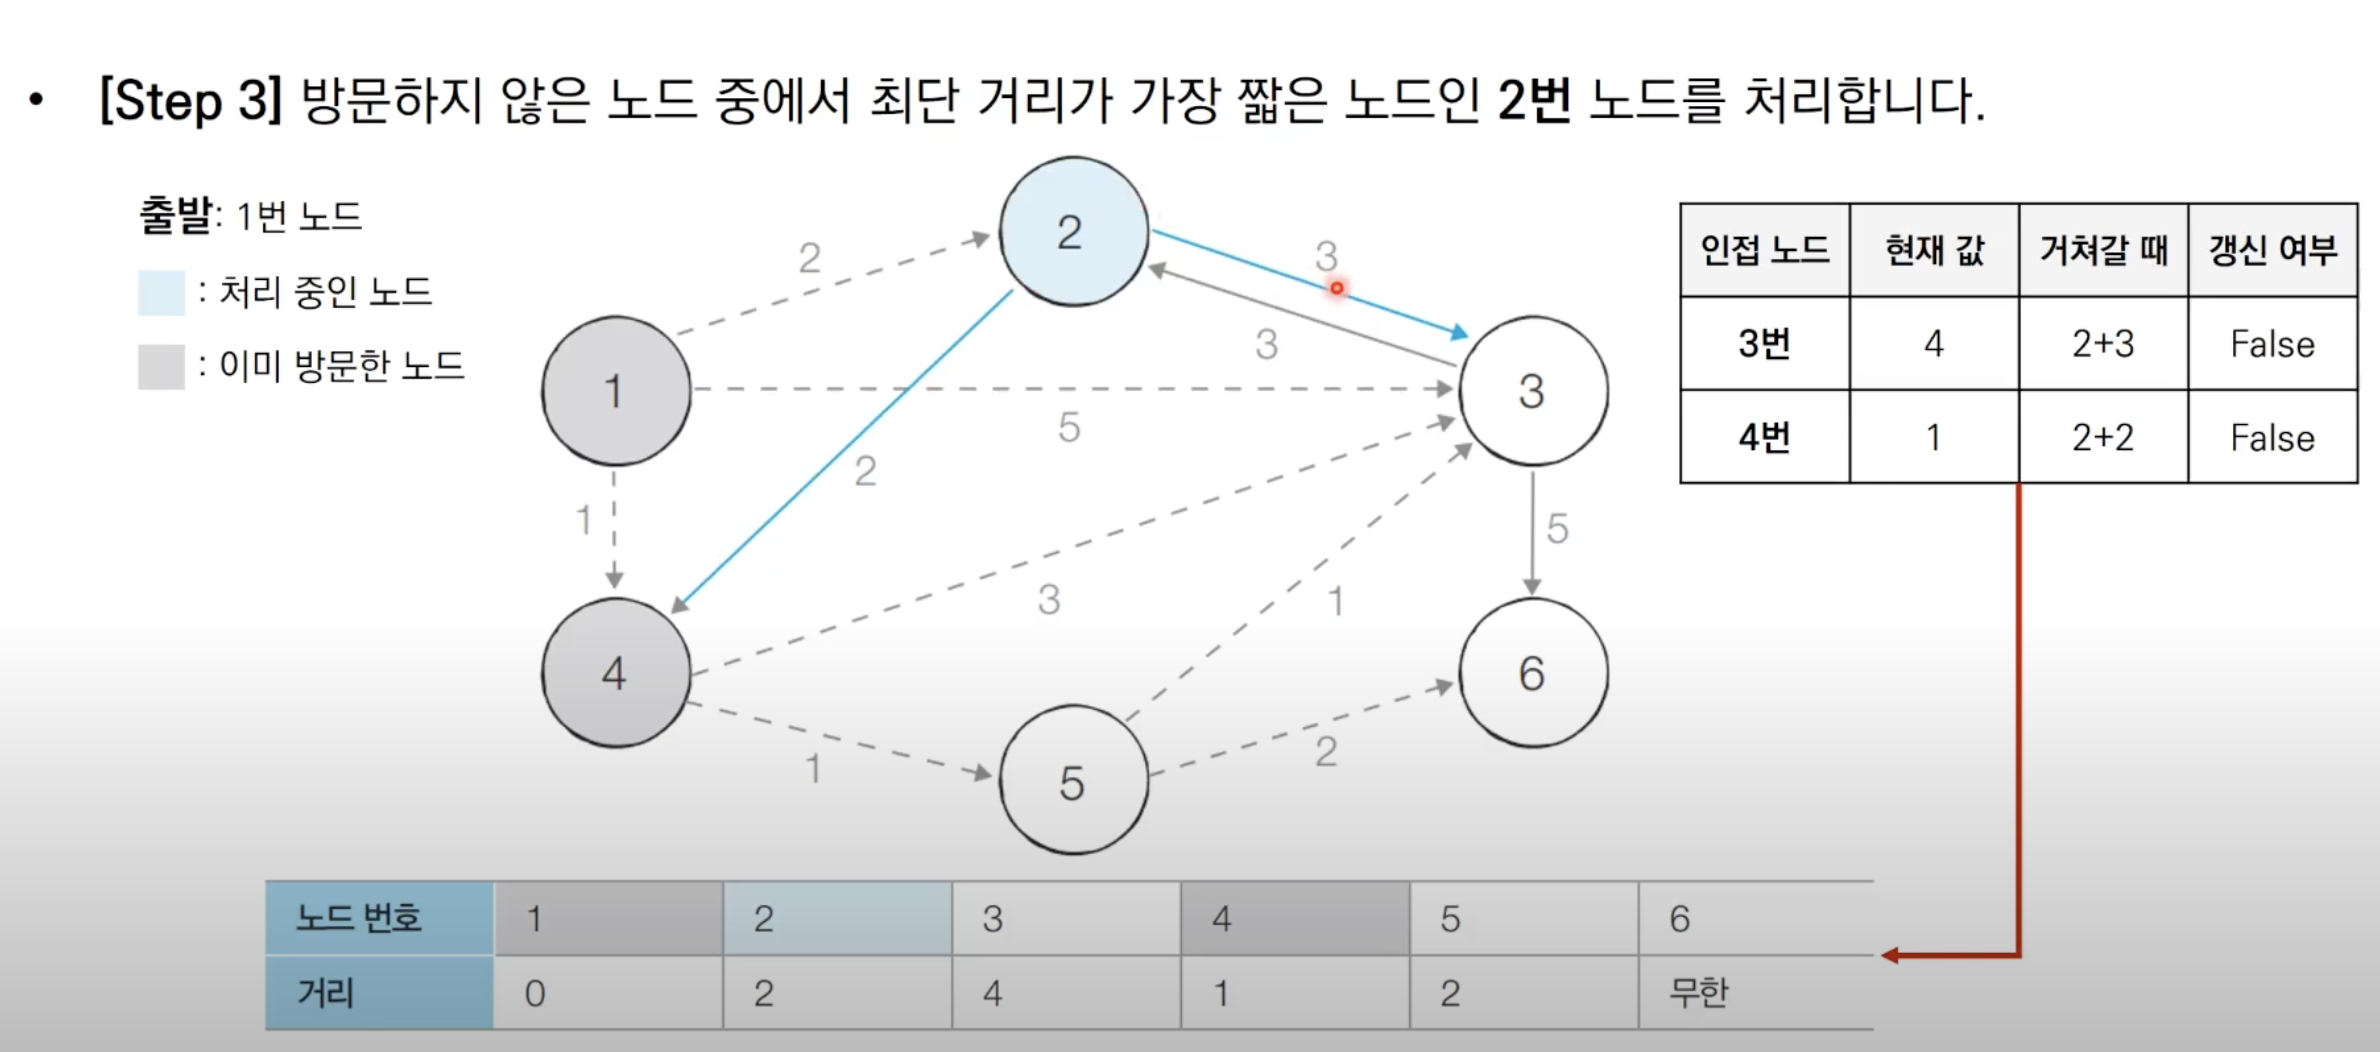 • [Step 3] 방문하지 않은 노드 중에서 최단 거리가 가장 짧은 노드인 2번 노드를 처리합니다.
출발: 1번 노드
: 처리 중인 노드
: 이미 방문한 노드
2
2
3
3
1
5
3
2
1
5
3
1
4
6
1
5
2
인접 노드 현재 값 거쳐갈 때 갱신 여부
3번 4 2+3 False
4번 1 2+2 False
노드 번호 1 2 3 4 5 6
거리 0 2 4 1 2 무한